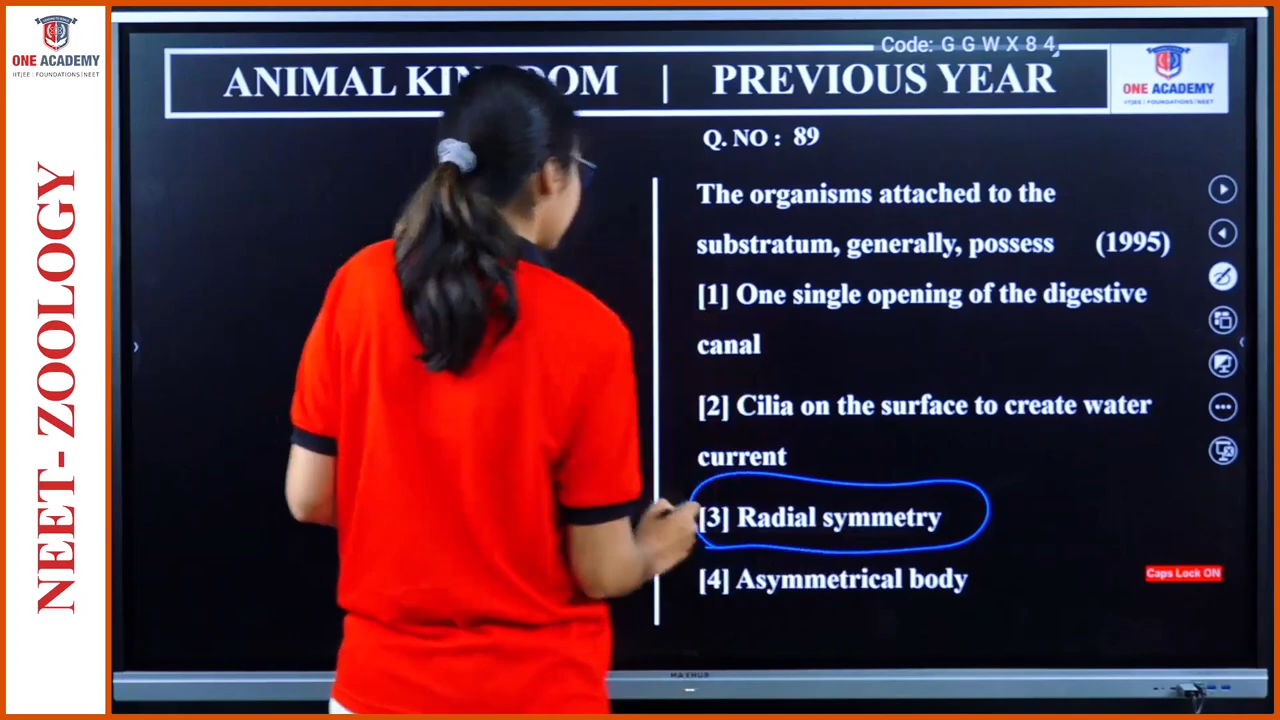 ONE ACADEMY
IIT|JEE | FOUNDATIONS | NEET
NEET- ZOOLOGY
Code: G G W X 8 4
ANIMAL KIN DOM | PREVIOUS YEAR
ONE ACADEMY
IIT|JEE | FOUNDATIONS | NEET
Q. NO : 89
The organisms attached to the
substratum, generally, possess (1995)
[1] One single opening of the digestive
canal
[2] Cilia on the surface to create water
current
[3] Radial symmetry
[4] Asymmetrical body
Caps Lock ON
MAXHUB